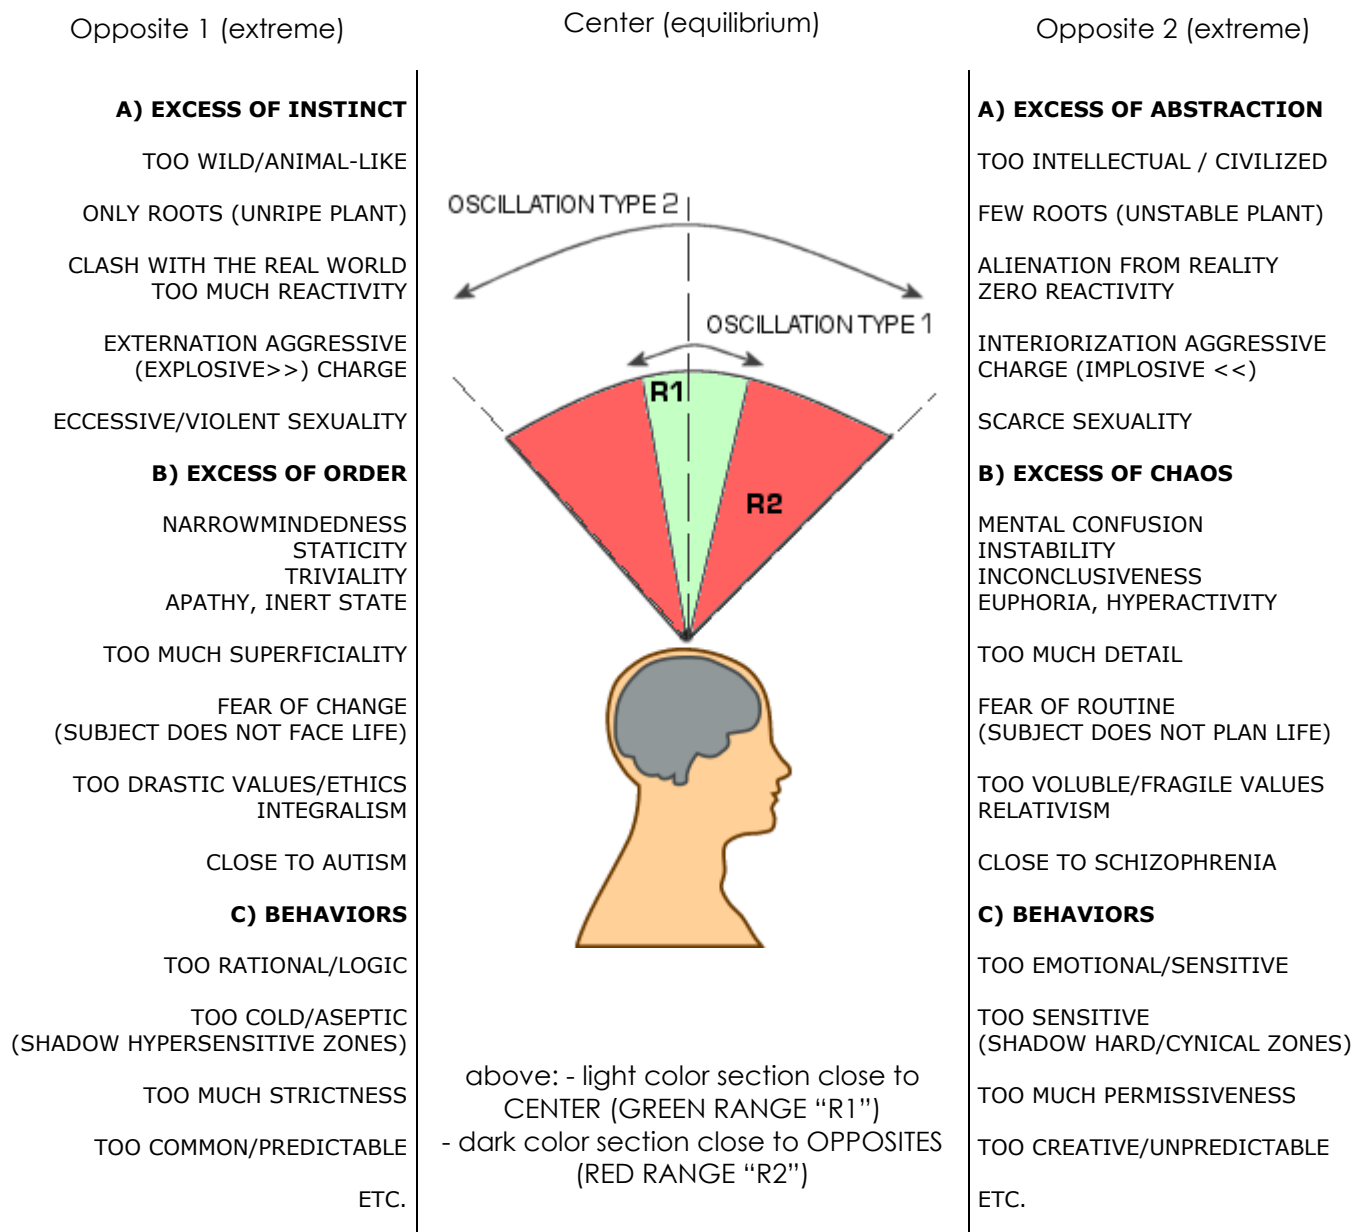 Opposite 1 (extreme)
Center (equilibrium)
Opposite 2 (extreme)
A) EXCESS OF INSTINCT
TOO WILD/ANIMAL-LIKE
ONLY ROOTS (UNRIPE PLANT)
CLASH WITH THE REAL WORLD
TOO MUCH REACTIVITY
EXTERNATION AGGRESSIVE
(EXPLOSIVE>>) CHARGE
ECCESSIVE/VIOLENT SEXUALITY
B) EXCESS OF ORDER
NARROWMINDEDNESS
STATICITY
TRIVIALITY
APATHY, INERT STATE
TOO MUCH SUPERFICIALITY
FEAR OF CHANGE
(SUBJECT DOES NOT FACE LIFE)
TOO DRASTIC VALUES/ETHICS
INTEGRALISM
CLOSE TO AUTISM
C) BEHAVIORS
TOO RATIONAL/LOGIC
TOO COLD/ASEPTIC
(SHADOW HYPERSENSITIVE ZONES)
TOO MUCH STRICTNESS
TOO COMMON/PREDICTABLE
ETC.
OSCILLATION TYPE 2
OSCILLATION TYPE 1
R1
R2
above: - light color section close to
CENTER (GREEN RANGE “R1”)
- dark color section close to OPPOSITES
(RED RANGE “R2”)
A) EXCESS OF ABSTRACTION
TOO INTELLECTUAL / CIVILIZED
FEW ROOTS (UNSTABLE PLANT)
ALIENATION FROM REALITY
ZERO REACTIVITY
INTERIORIZATION AGGRESSIVE
CHARGE (IMPLOSIVE <<)
SCARCE SEXUALITY
B) EXCESS OF CHAOS
MENTAL CONFUSION
INSTABILITY
INCONCLUSIVENESS
EUPHORIA, HYPERACTIVITY
TOO MUCH DETAIL
FEAR OF ROUTINE
(SUBJECT DOES NOT PLAN LIFE)
TOO VOLUBLE/FRAGILE VALUES
RELATIVISM
CLOSE TO SCHIZOPHRENIA
C) BEHAVIORS
TOO EMOTIONAL/SENSITIVE
TOO SENSITIVE
(SHADOW HARD/CYNICAL ZONES)
TOO MUCH PERMISSIVENESS
TOO CREATIVE/UNPREDICTABLE
ETC.